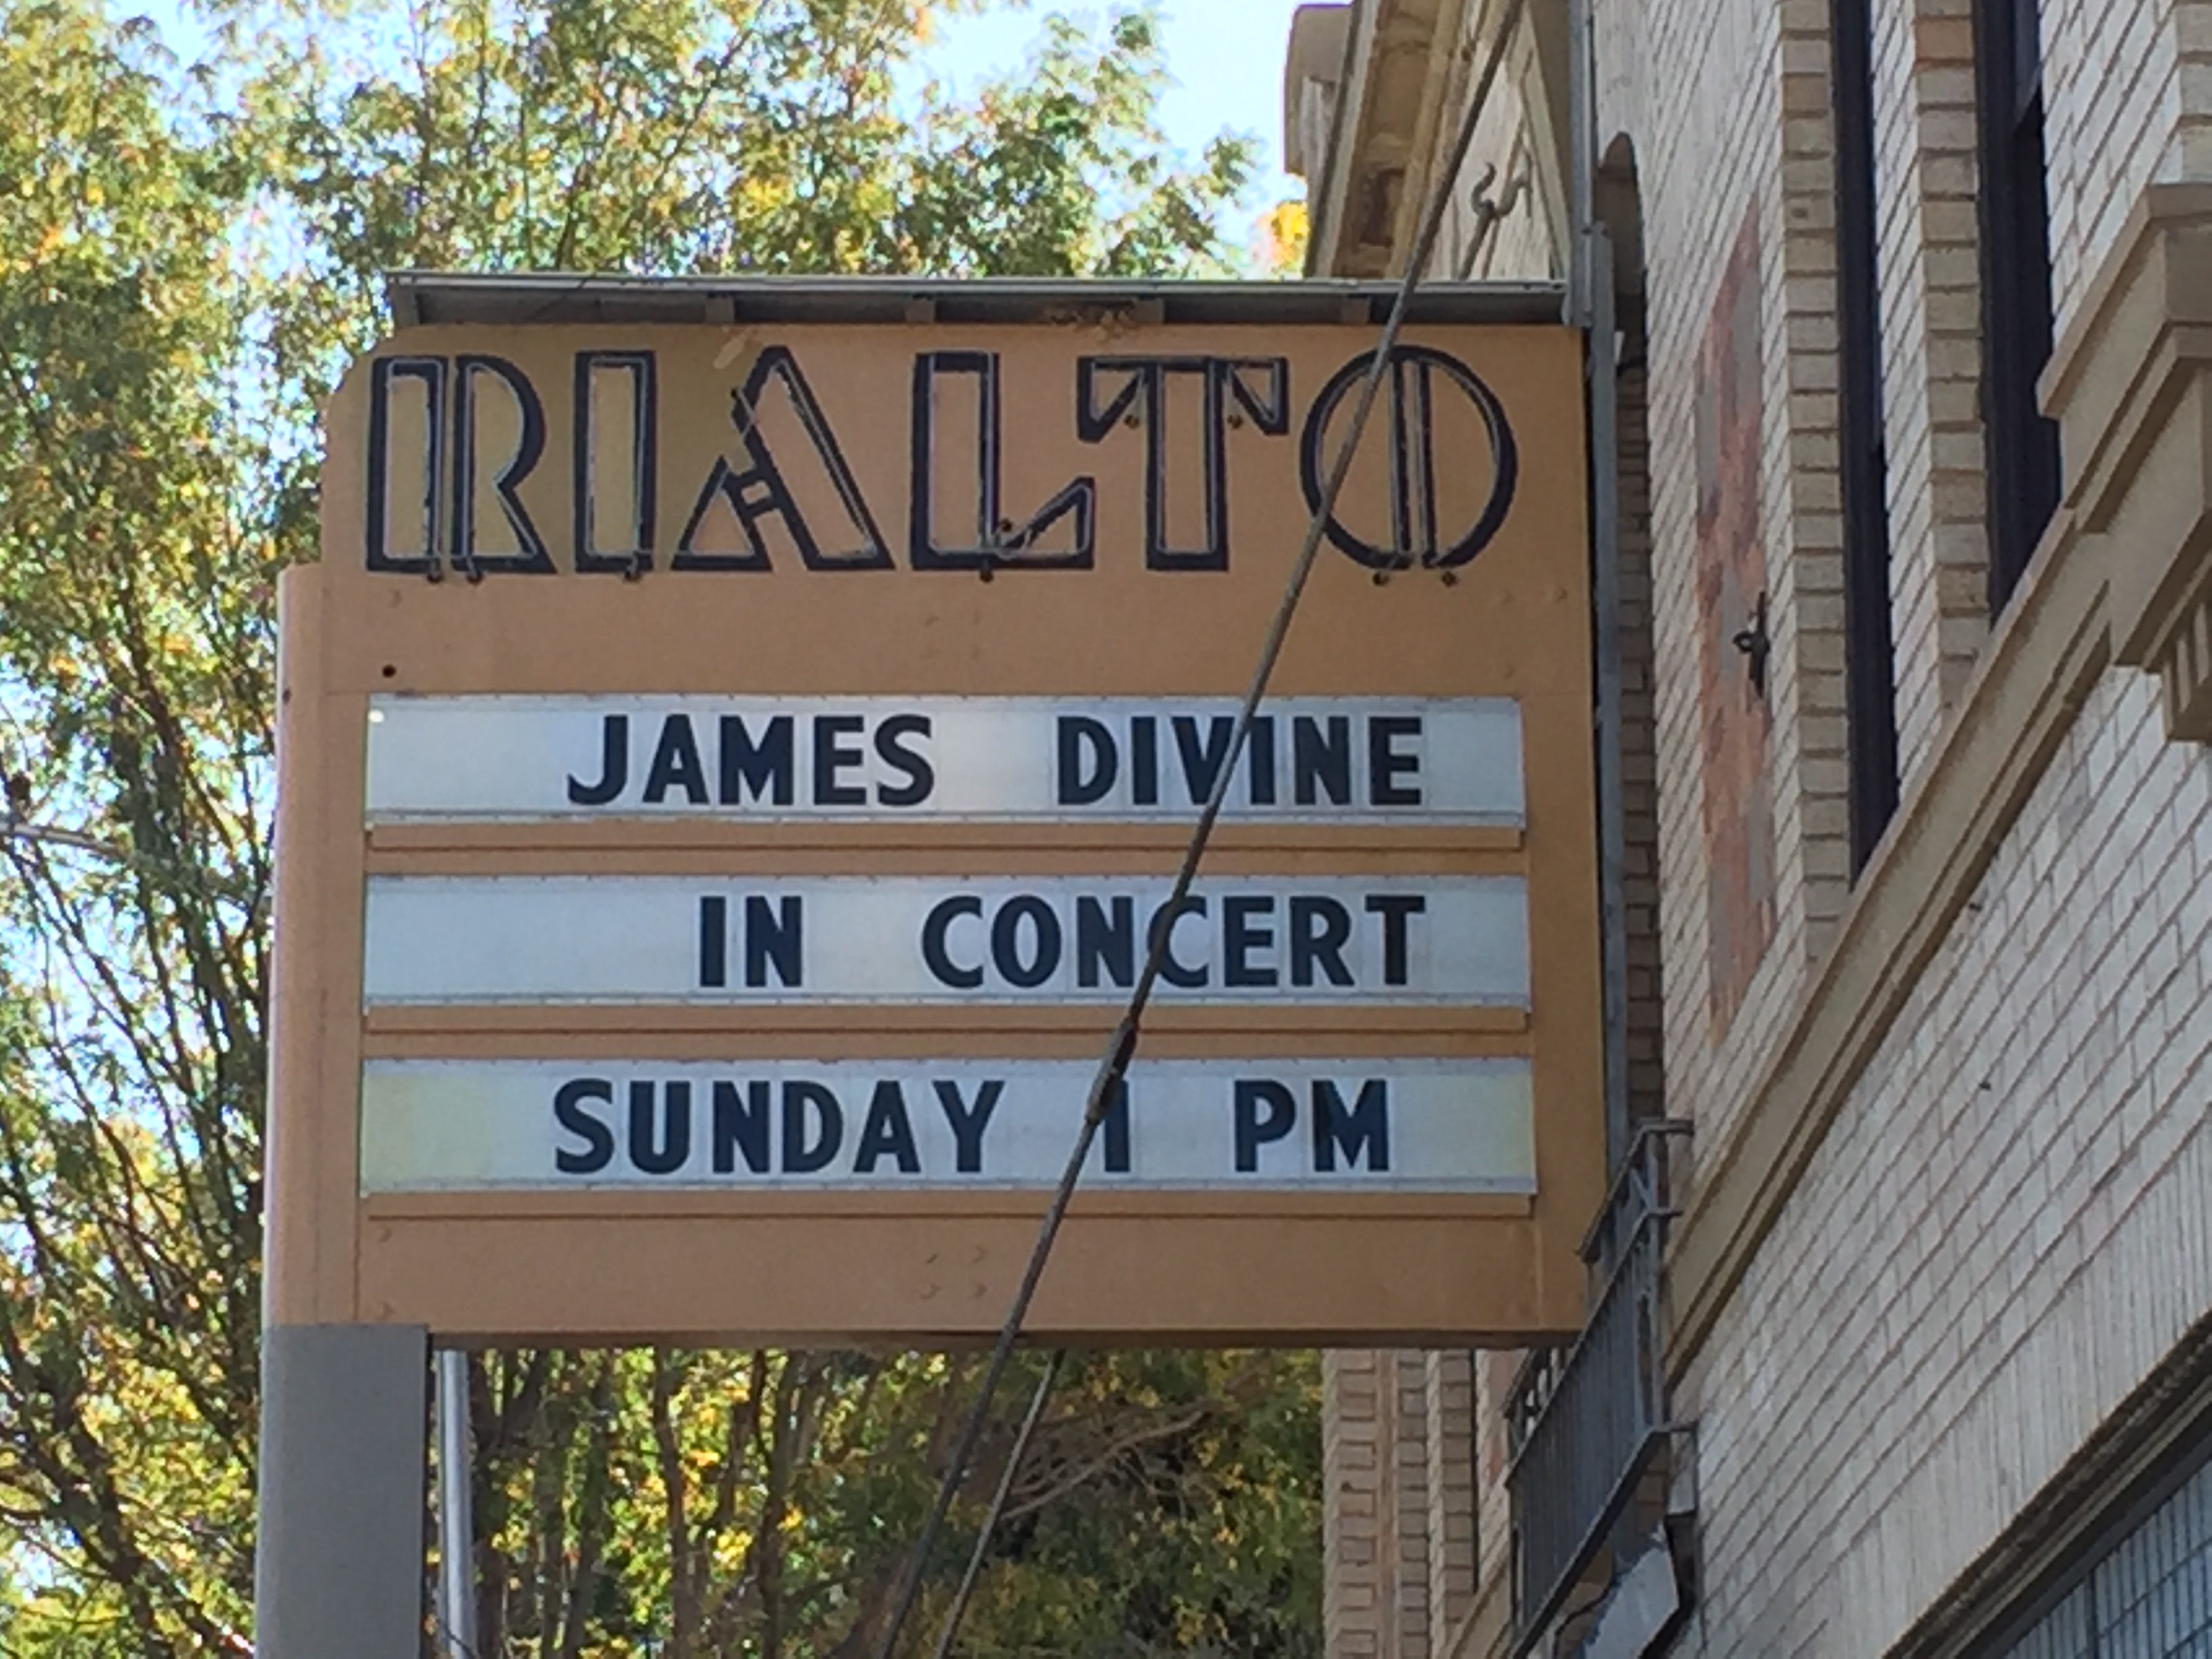 RIALTO
JAMES DIVINE
IN CONCERT
SUNDAY 1 PM